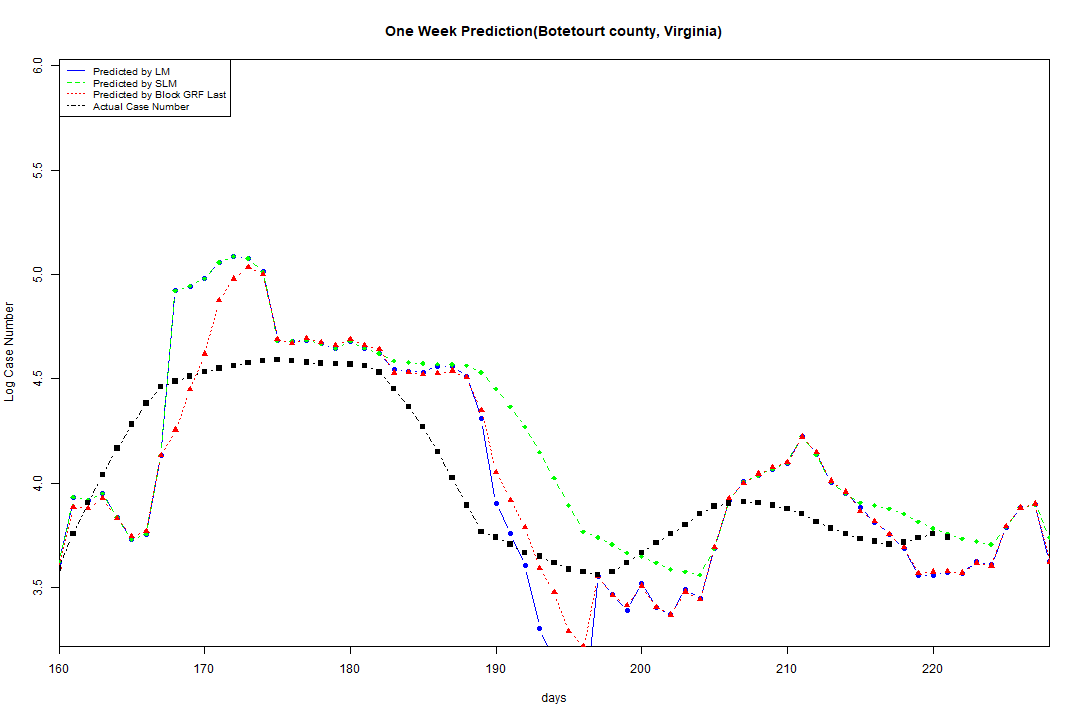 One Week Prediction(Botetourt county, Virginia)
Predicted by LM
Predicted by SLM
Predicted by Block GRF Last
Actual Case Number
6.0
5.5
5.0
4.5
4.0
3.5
Log Case Number
160 170 180 190 200 210 220
days